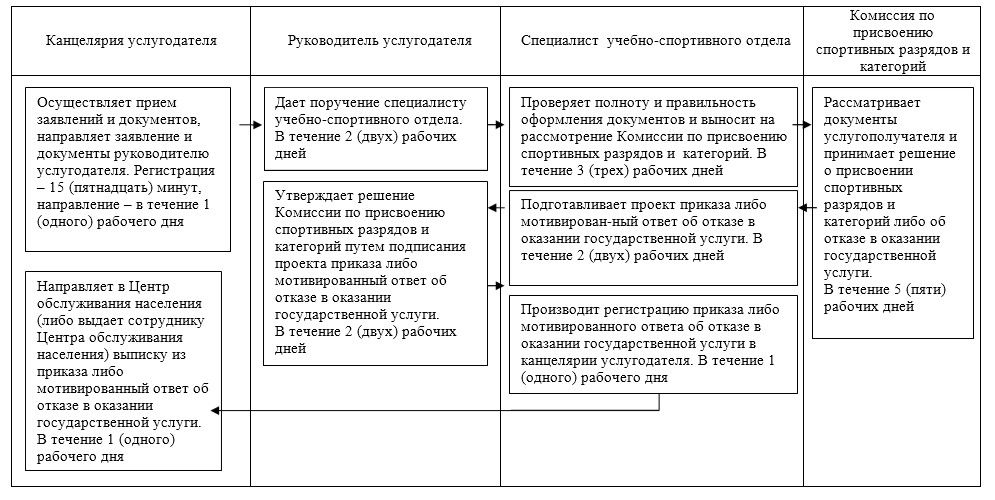 Канцелярия услугодателя
Руководитель услугодателя
Специалист учебно-спортивного отдела
Комиссия по
присвоению
спортивных разрядов и
категорий
Осуществляет прием
заявлений и документов,
направляет заявление и
документы руководителю
услугодателя. Регистрация
– 15 (пятнадцать) минут,
направление – в течение 1
(одного) рабочего дня
Дает поручение специалисту
учебно-спортивного отдела.
В течение 2 (двух) рабочих
дней
Проверяет полноту и правильность
оформления документов и выносит на
рассмотрение Комиссии по присвоению
спортивных разрядов и категорий. В
течение 3 (трех) рабочих дней
Рассматривает
документы
услугополучателя и
принимает решение
о присвоении
спортивных
разрядов и
категорий либо об
отказе в оказании
государственной
услуги.
В течение 5 (пяти)
рабочих дней
Подготавливает проект приказа либо
мотивирован-ный ответ об отказе в
оказании государственной услуги. В
течение 2 (двух) рабочих дней
Утверждает решение
Комиссии по присвоению
спортивных разрядов и
категорий путем подписания
проекта приказа либо
мотивированный ответ об
отказе в оказании
государственной услуги.
В течение 2 (двух) рабочих
дней
Производит регистрацию приказа либо
мотивированного ответа об отказе в
оказании государственной услуги в
канцелярии услугодателя. В течение 1
(одного) рабочего дня
Направляет в Центр
обслуживания населения
(либо выдает сотруднику
Центра обслуживания
населения) выписку из
приказа либо
мотивированный ответ об
отказе в оказании
государственной услуги.
В течение 1 (одного)
рабочего дня